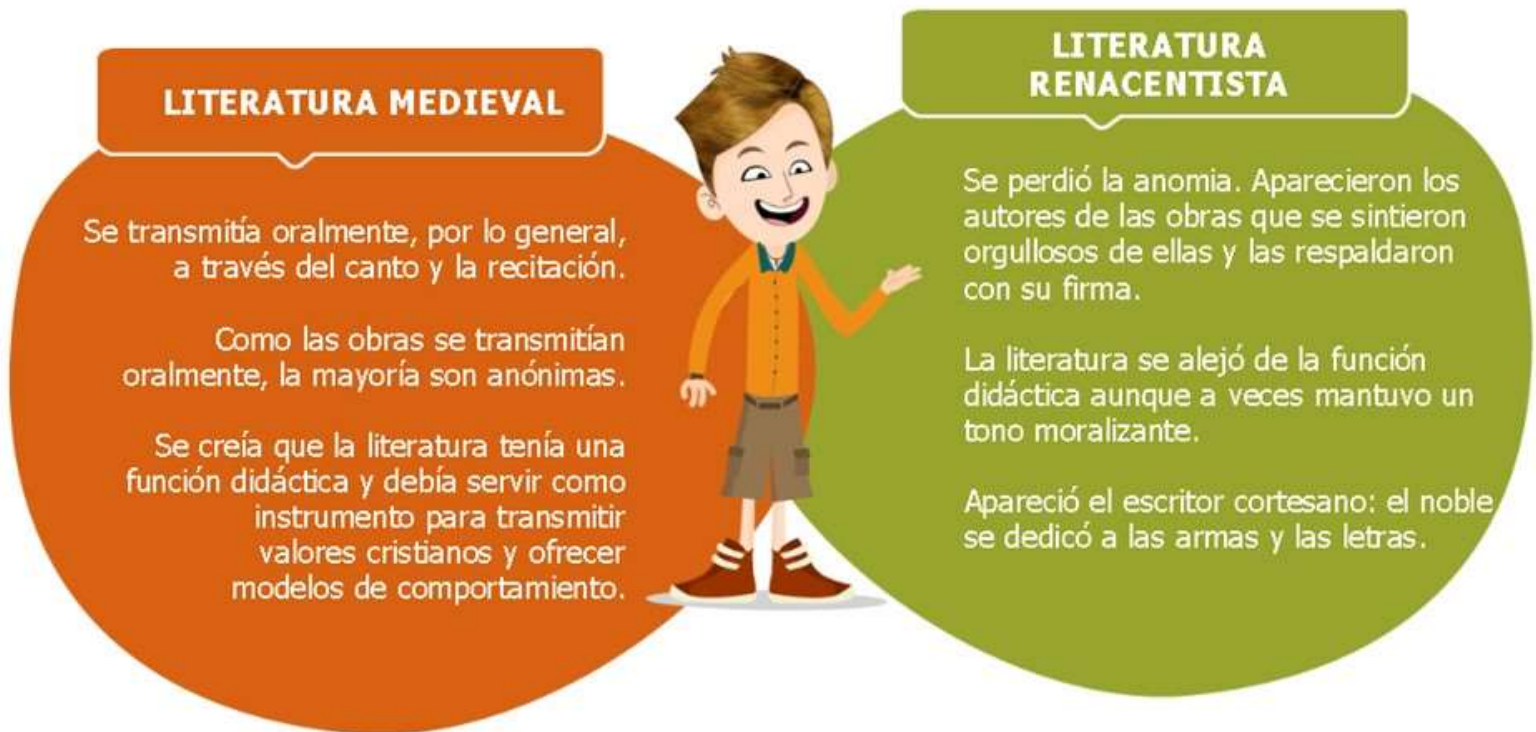 LITERATURA MEDIEVAL
Se transmitía oralmente, por lo general,
a través del canto y la recitación.
Como las obras se transmitían
oralmente, la mayoría son anónimas.
Se creía que la literatura tenía una
función didáctica y debía servir como
instrumento para transmitir
valores cristianos y ofrecer
modelos de comportamiento.
LITERATURA
RENACENTISTA
Se perdió la anomia. Aparecieron los
autores de las obras que se sintieron
orgullosos de ellas y las respaldaron
con su firma.
La literatura se alejó de la función
didáctica aunque a veces mantuvo un
tono moralizante.
Apareció el escritor cortesano: el noble
se dedicó a las armas y las letras.